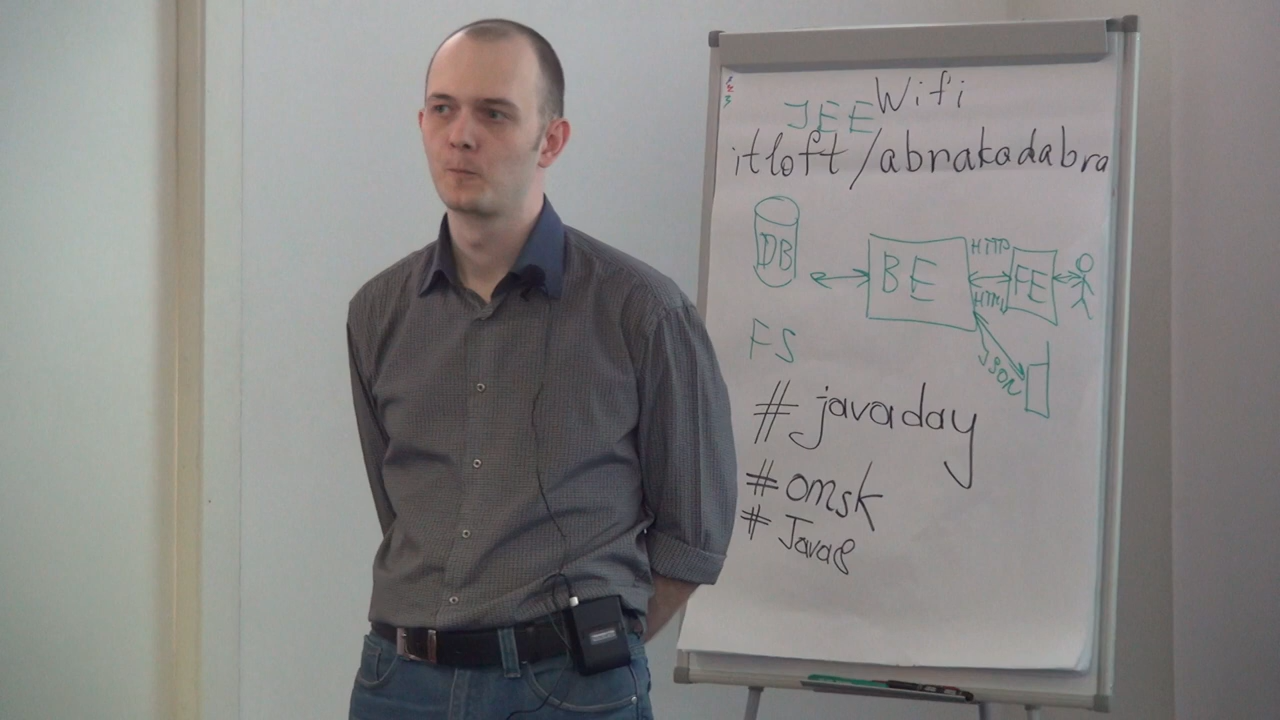 Wifi
JEE
itloft/abrakadabra
DB
BE
HTTP
FE
HTML
FS
JSON
#javaday
#omsk
#Java8